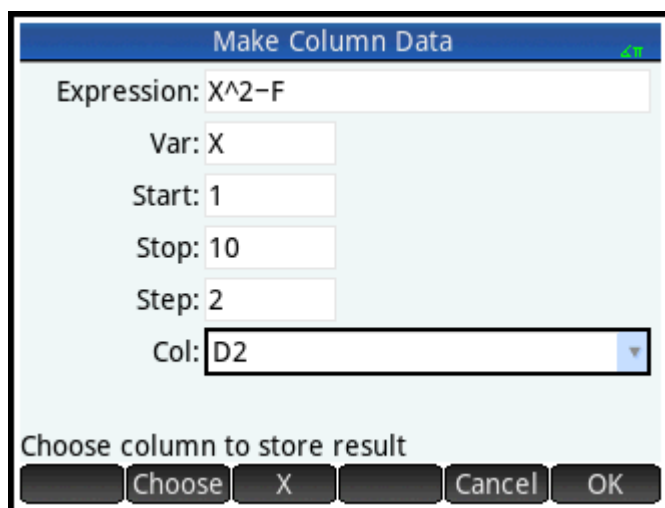 Make Column Data
∡π
Expression: X^2−F
Var: X
Start: 1
Stop: 10
Step: 2
Col: D2
Choose column to store result
Choose X Cancel OK